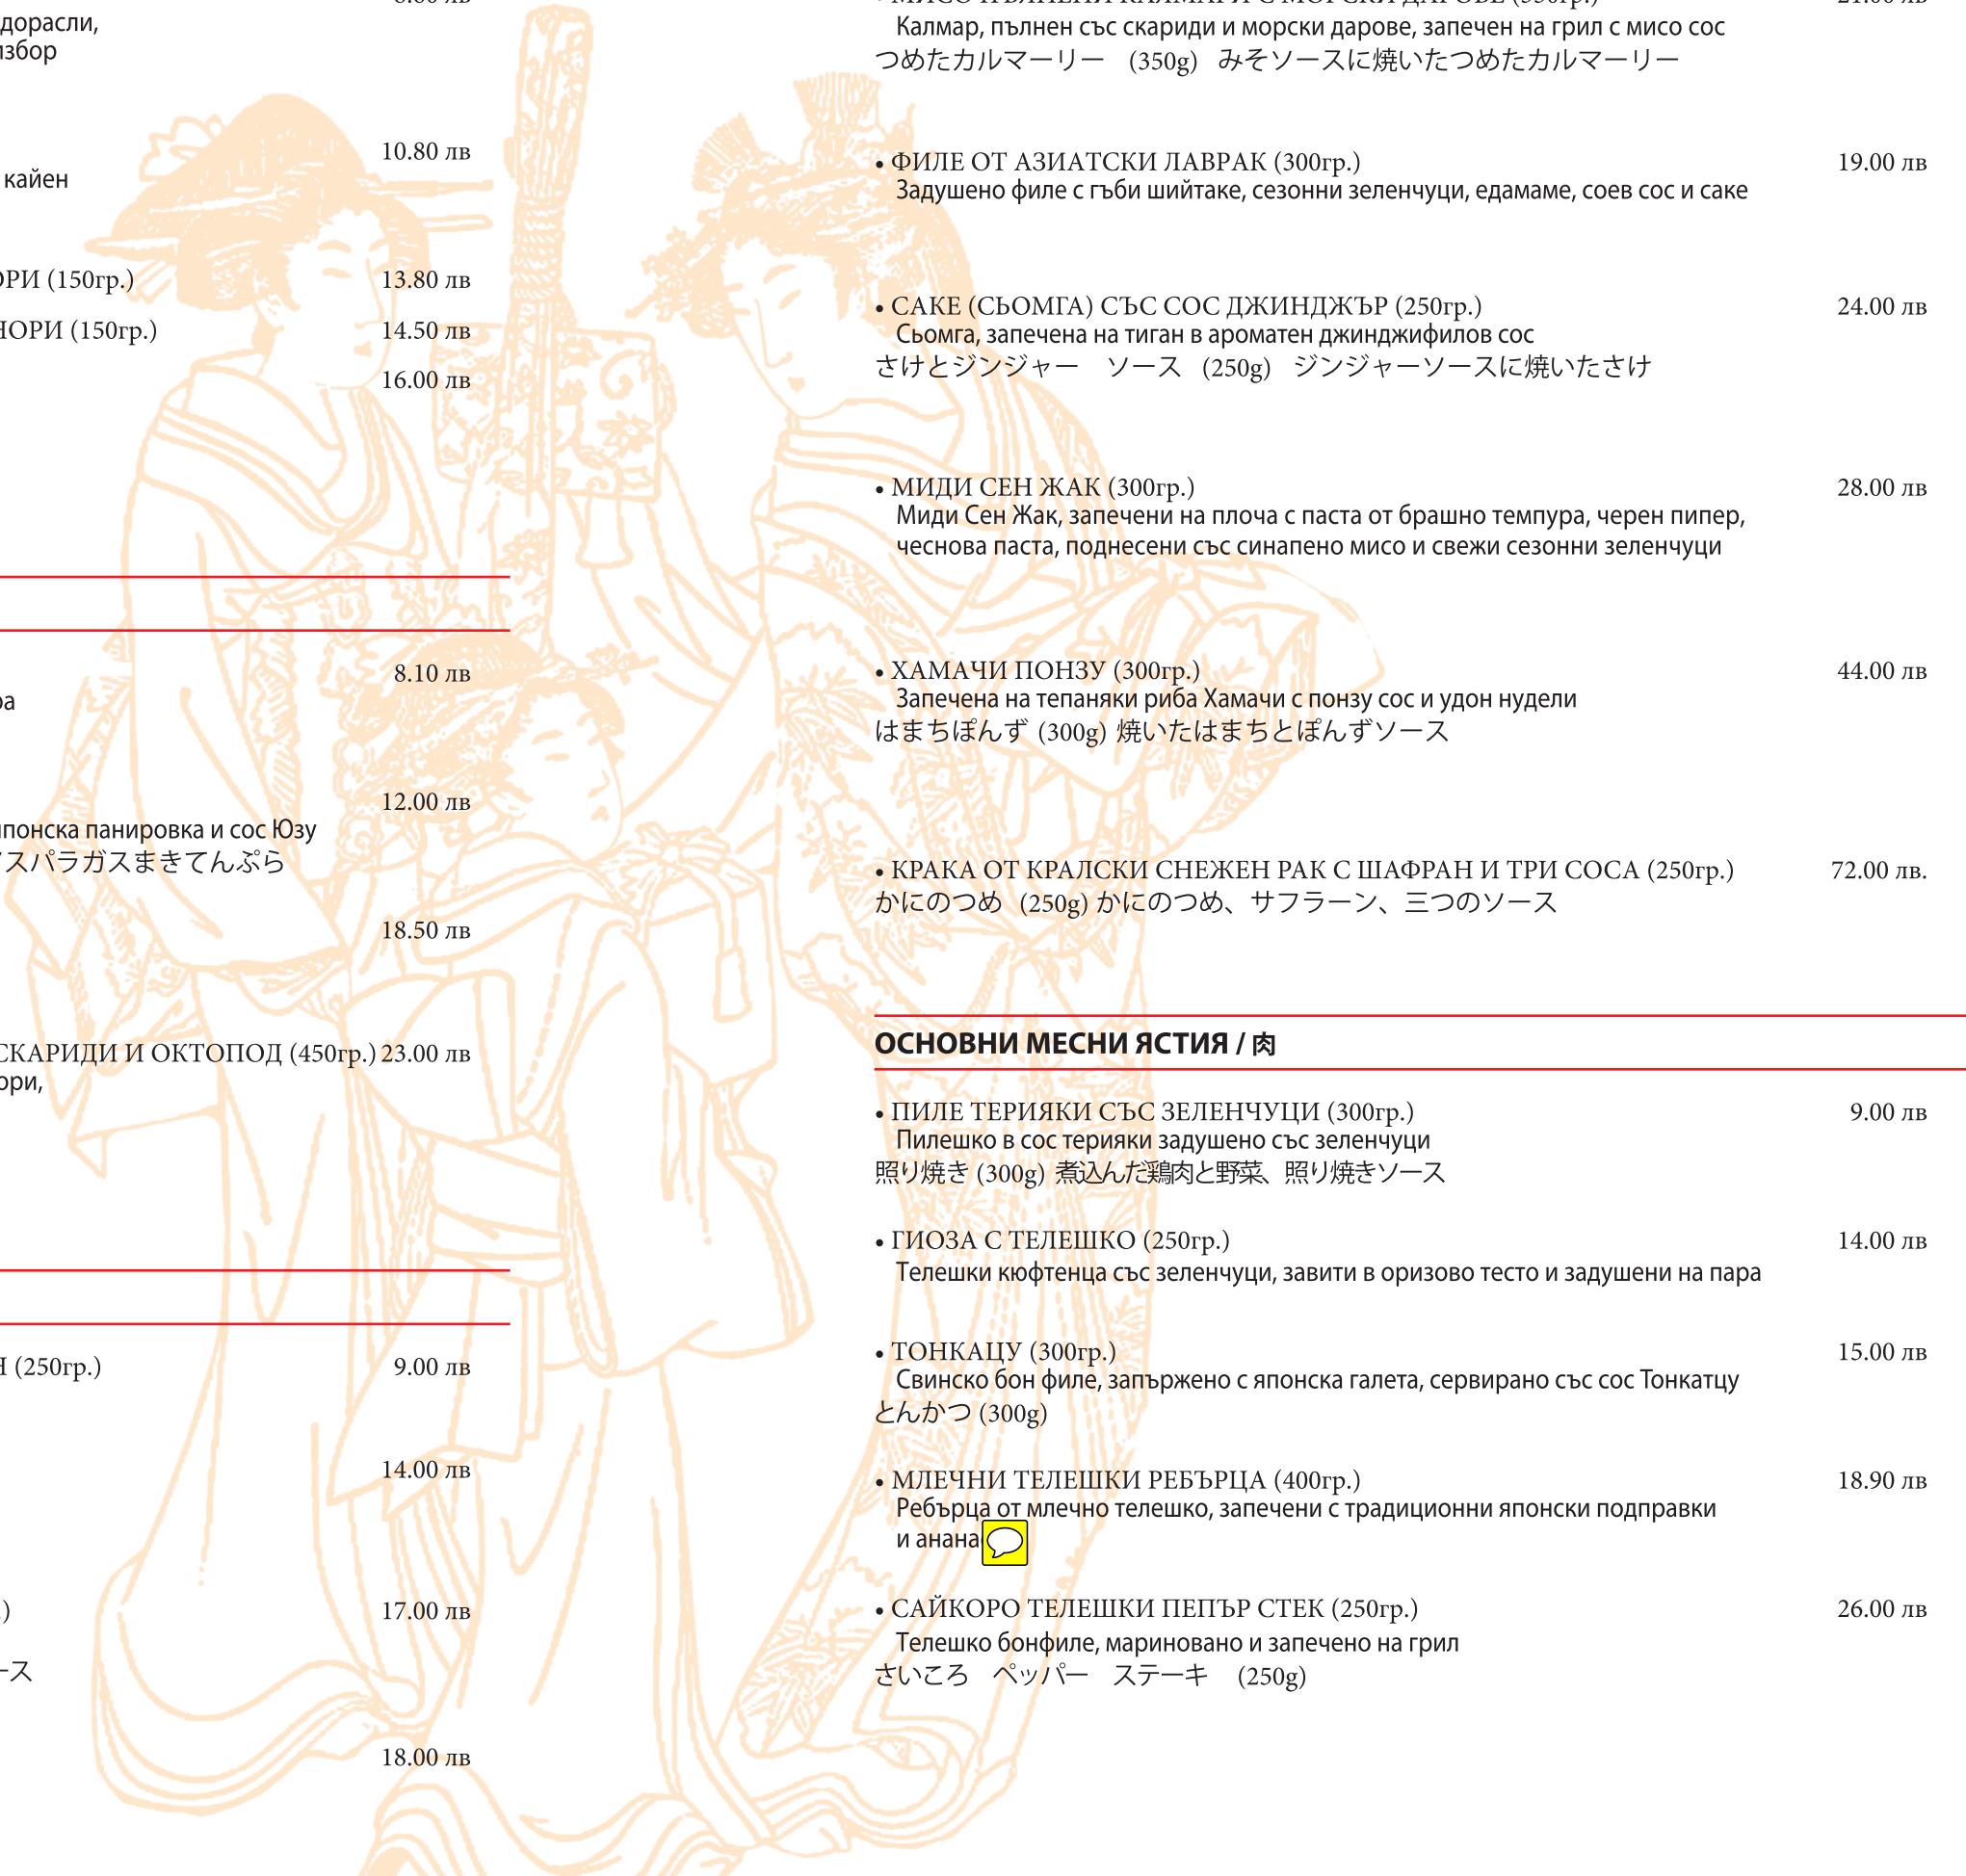 дорасли,
10.80 лв
кайен
(150гр.) 13.80 лв
(150гр.) 14.50 лв
16.00 лв
8.10 лв
12.00 лв
панировка и сос Юзу
スパラガスまきてんぷら
18.50 лв
СКАРИДИ И ОКТОПОД (450гр.) 23.00 лв
(250гр.) 9.00 лв
14.00 лв
17.00 лв
ース
18.00 лв
Калмар, пълнен със скариди и морски дарове, запечен на грил с мисо сос
つめたカルマーリー (350g) みそソースに焼いたつめたカルマーリー
• ФИЛЕ ОТ АЗИАТСКИ ЛАВРАК (300гр.) 19.00 лв
Задушено филе с гъби шийтаке, сезонни зеленчуци, едамаме, соев сос и саке
• САКЕ (СЬОМГА) СЪС СОС ДЖИНДЖЪР (250гр.) 24.00 лв
Сьомга, запечена на тиган в ароматен джинджифилов сос
さけとジンジャー ソース (250g) ジンジャーソースに焼いたさけ
• МИДИ СЕН ЖАК (300гр.) 28.00 лв
Миди Сен Жак, запечени на плоча с паста от брашно темпура, черен пипер,
чеснова паста, поднесени със синапено мисо и свежи сезонни зеленчуци
• ХАМАЧИ ПОНЗУ (300гр.) 44.00 лв
Запечена на тепаняки риба Хамачи с понзу сос и удон нудели
はまちぽんず (300g) 焼いたはまちとぽんずソース
• КРАКА ОТ КРАЛСКИ СНЕЖЕН РАК С ШАФРАН И ТРИ СОСА (250гр.) 72.00 лв.
かにのつめ (250g) かにのつめ、サフラーン、三つのソース
ОСНОВНИ МЕСНИ ЯСТИЯ / 肉
• ПИЛЕ ТЕРИЯКИ СЪС ЗЕЛЕНЧУЦИ (300гр.) 9.00 лв
Пилешко в сос терияки задушено със зеленчуци
照り焼き (300g) 煮込んだ鶏肉と野菜、照り焼きソース
• ГИОЗА С ТЕЛЕШКО (250гр.) 14.00 лв
Телешки кюфтенца със зеленчуци, завити в оризово тесто и задушени на пара
• ТОНКАЦУ (300гр.) 15.00 лв
Свинско бон филе, запържено с японска галета, сервирано със сос Тонкатцу
とんかつ (300g)
• МЛЕЧНИ ТЕЛЕШКИ РЕБЪРЦА (400гр.) 18.90 лв
Ребърца от млечно телешко, запечени с традиционни японски подправки
и
• САЙКОРО ТЕЛЕШКИ ПЕПЪР СТЕК (250гр.) 26.00 лв
Телешко бонфиле, мариновано и запечено на грил
さいころ ペッパー ステーキ (250g)